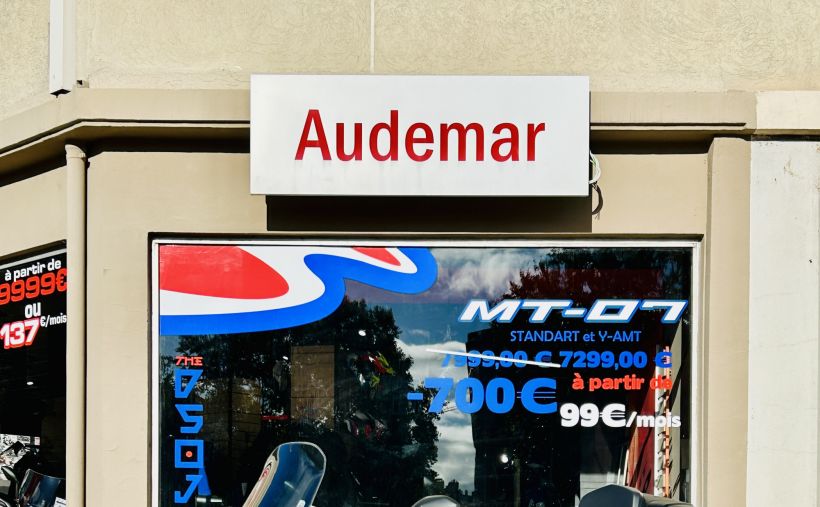 Audemar
à partir de
9999€
ou
137€/mois
MT-07
STANDART et Y-AMT
7999,00 € 7299,00 €
-700€
à partir de
99€/mois
THE